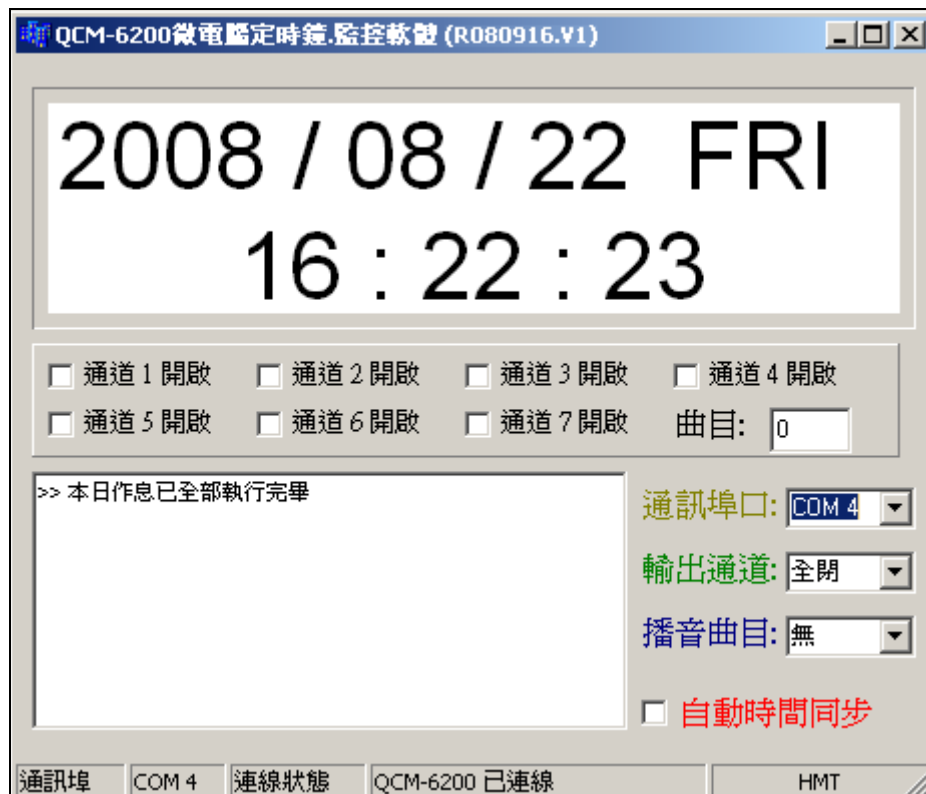 QCM-6200微電腦定時鐘.監控軟體 (R080916.V1)
2008 / 08 / 22 FRI
16 : 22 : 23
通道 1 開啟 通道 2 開啟 通道 3 開啟 通道 4 開啟
通道 5 開啟 通道 6 開啟 通道 7 開啟 曲目: 0
>> 本日作息已全部執行完畢
通訊埠口: COM 4
輸出通道: 全閉
播音曲目: 無
自動時間同步
通訊埠 COM 4 連線狀態 QCM-6200 已連線 HMT